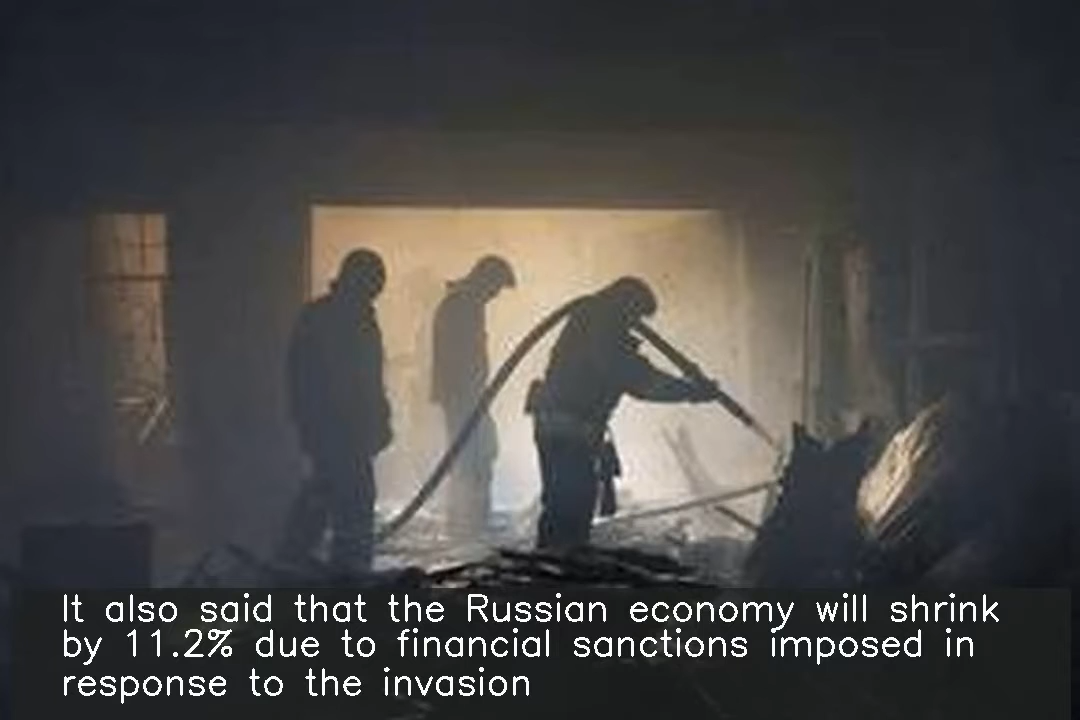 It also said that the Russian economy will shrink
by 11.2% due to financial sanctions imposed in
response to the invasion